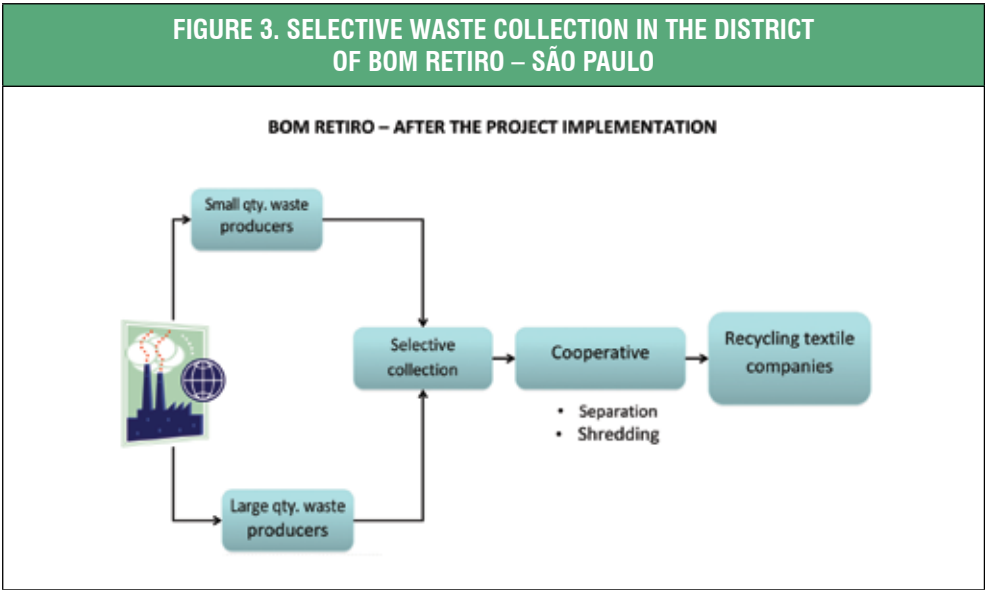 FIGURE 3. SELECTIVE WASTE COLLECTION IN THE DISTRICT
OF BOM RETIRO – SÃO PAULO
BOM RETIRO – AFTER THE PROJECT IMPLEMENTATION
Small qty. waste
producers
Selective
collection
Cooperative
• Separation
• Shredding
Recycling textile
companies
Large qty. waste
producers